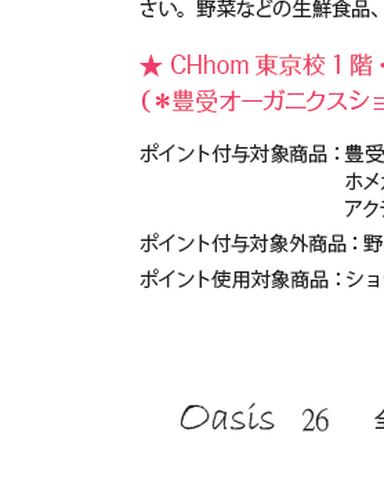 さい。野菜などの生鮮食品、
★ CHhom 東京校 1 階・
(＊豊受オーガニクスショ
ポイント付与対象商品：豊受
ホメ
アク
ポイント付与対象外商品：野
ポイント使用対象商品：ショ
Oasis 26